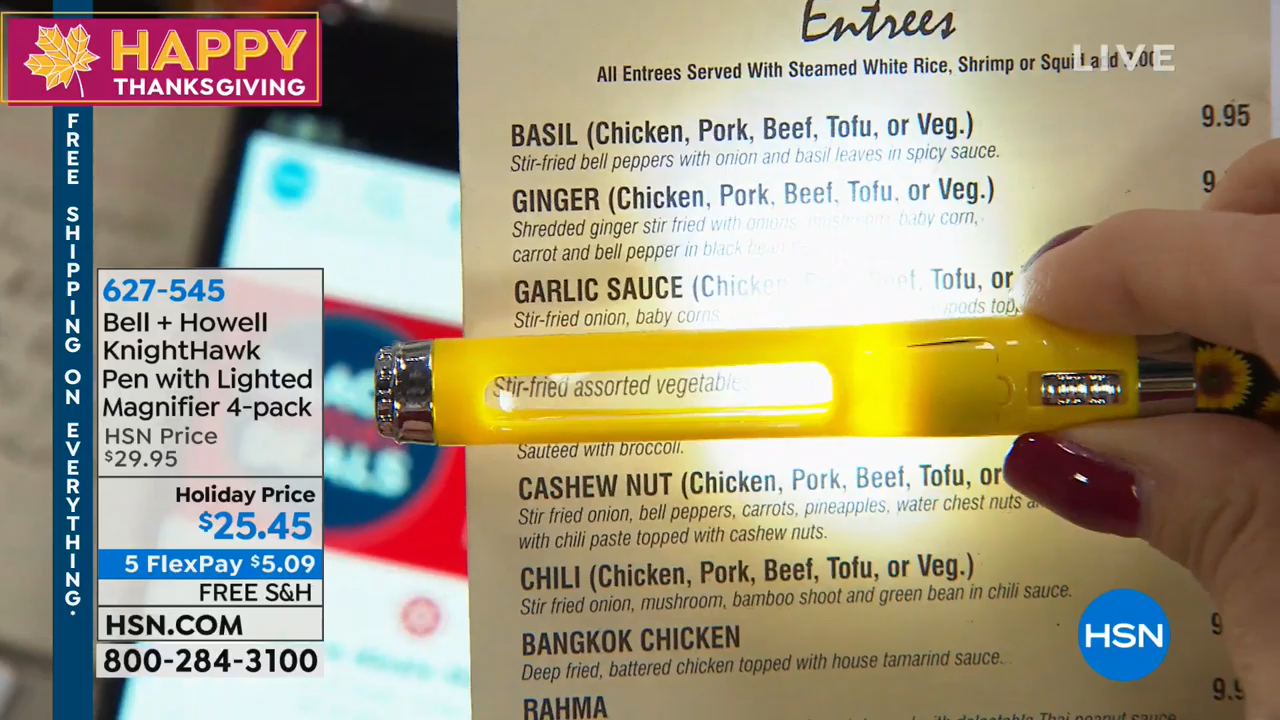 HAPPY
THANKSGIVING
FREE SHIPPING ON EVERYTHING.
627-545
Bell + Howell
KnightHawk
Pen with Lighted
Magnifier 4-pack
HSN Price
$29.95
Holiday Price
$25.45
5 FlexPay $5.09
FREE S&H
HSN.COM
800-284-3100
LIVE
Entrees
All Entrees Served With Steamed White Rice, Shrimp or Squid
BASIL (Chicken, Pork, Beef, Tofu, or Veg.) 9.95
Stir-fried bell peppers with onion and basil leaves in spicy sauce.
GINGER (Chicken, Pork, Beef, Tofu, or Veg.)
Shredded ginger stir fried with onions, mushroom, baby corn,
carrot and bell pepper in black
GARLIC SAUCE (Chicken Tofu, or
Stir-fried onion, baby corns
Stir-fried assorted vegetable
Sauteed with broccoli.
CASHEW NUT (Chicken, Pork, Beef, Tofu, or
Stir fried onion, bell peppers, carrots, pineapples, water chest nuts
with chili paste topped with cashew nuts.
CHILI (Chicken, Pork, Beef, Tofu, or Veg.)
Stir fried onion, mushroom, bamboo shoot and green bean in chili sauce.
BANGKOK CHICKEN
Deep fried, battered chicken topped with house tamarind sauce.
RAHMA
HSN